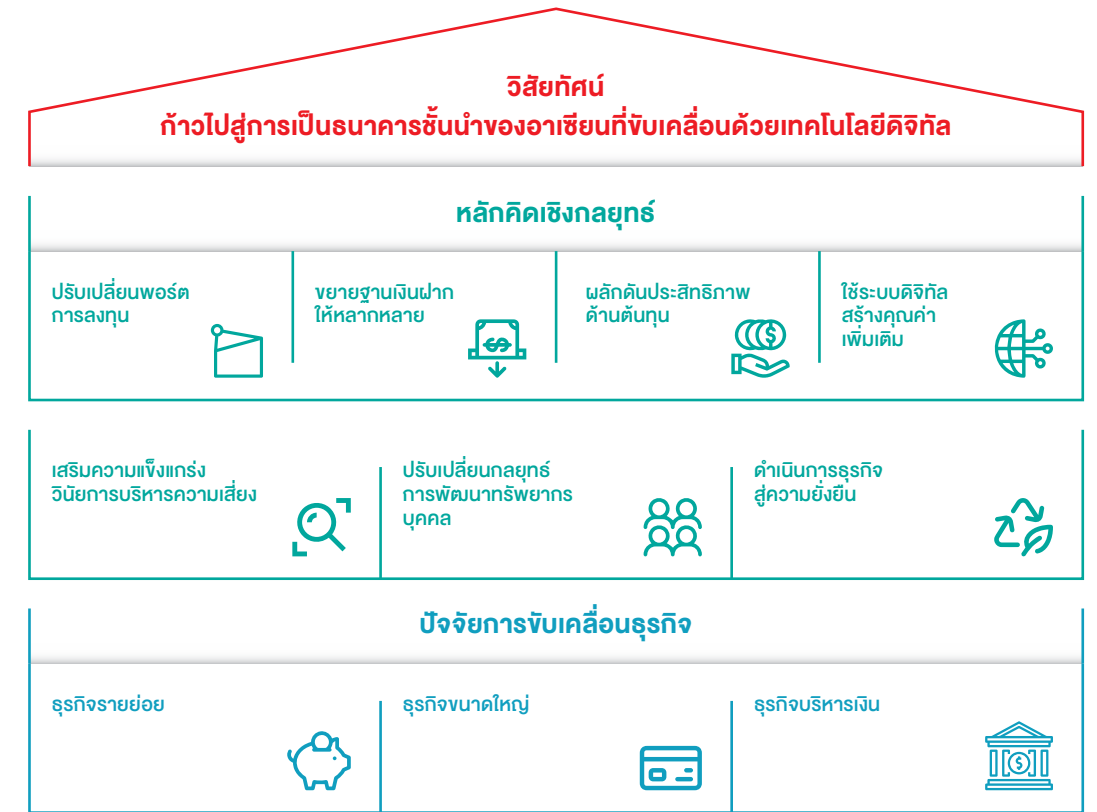 วิสัยทัศน์
ก้าวไปสู่การเป็นธนาคารชั้นนำของอาเซียนที่ขับเคลื่อนด้วยเทคโนโลยีดิจิทัล
หลักคิดเชิงกลยุทธ์
ปรับเปลี่ยนพอร์ต
การลงทุน
ขยายฐานเงินฝาก
ให้หลากหลาย
ผลักดันประสิทธิภาพ
ด้านต้นทุน
ใช้ระบบดิจิทัล
สร้างคุณค่า
เพิ่มเติม
เสริมความแข็งแกร่ง
วินัยการบริหารความเสี่ยง
ปรับเปลี่ยนกลยุทธ์
การพัฒนาทรัพยากร
บุคคล
ดำเนินการธุรกิจ
สู่ความยั่งยืน
ปัจจัยการขับเคลื่อนธุรกิจ
ธุรกิจรายย่อย
ธุรกิจขนาดใหญ่
ธุรกิจบริหารเงิน